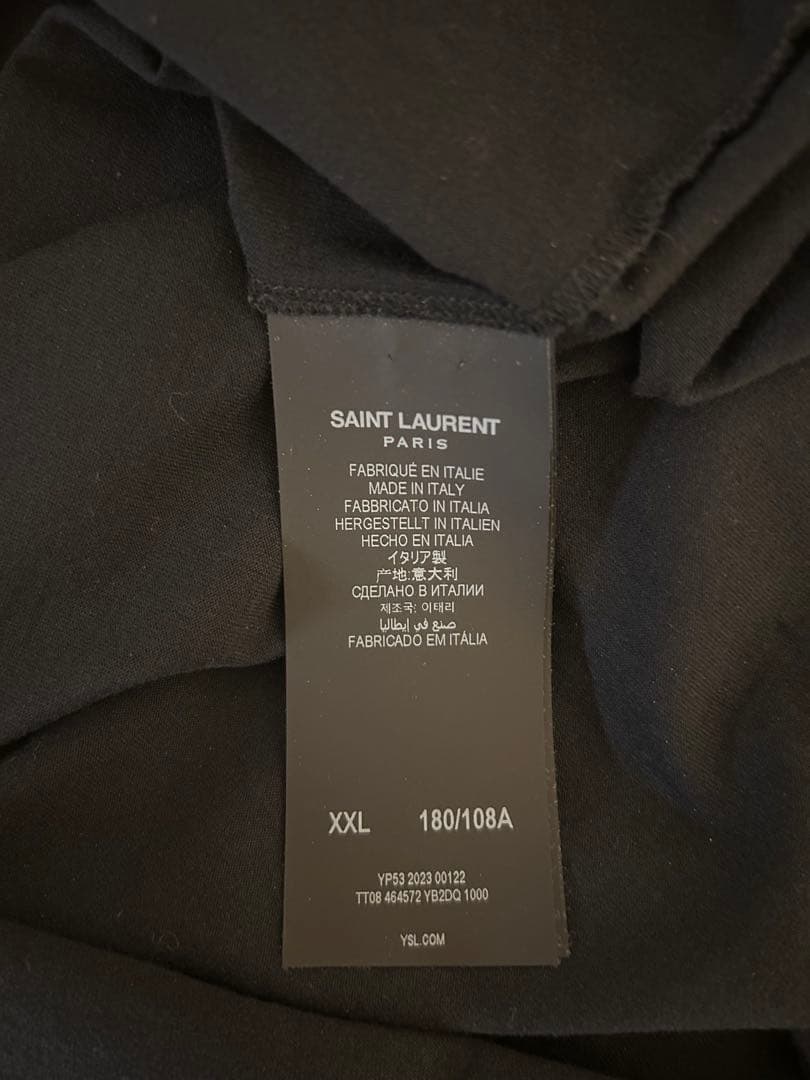 SAINT LAURENT
PARIS
FABRIQUÉ EN ITALIE
MADE IN ITALY
FABBRICATO IN ITALIA
HERGESTELLT IN ITALIEN
HECHO EN ITALIA
イタリア製
产地:意大利
СДЕЛАНО В ИТАЛИИ
제조국: 이태리
صنع في إيطاليا
FABRICADO EM ITÁLIA
XXL 180/108A
YP53 2023 00122
TT08 464572 YB2DQ 1000
YSL.COM